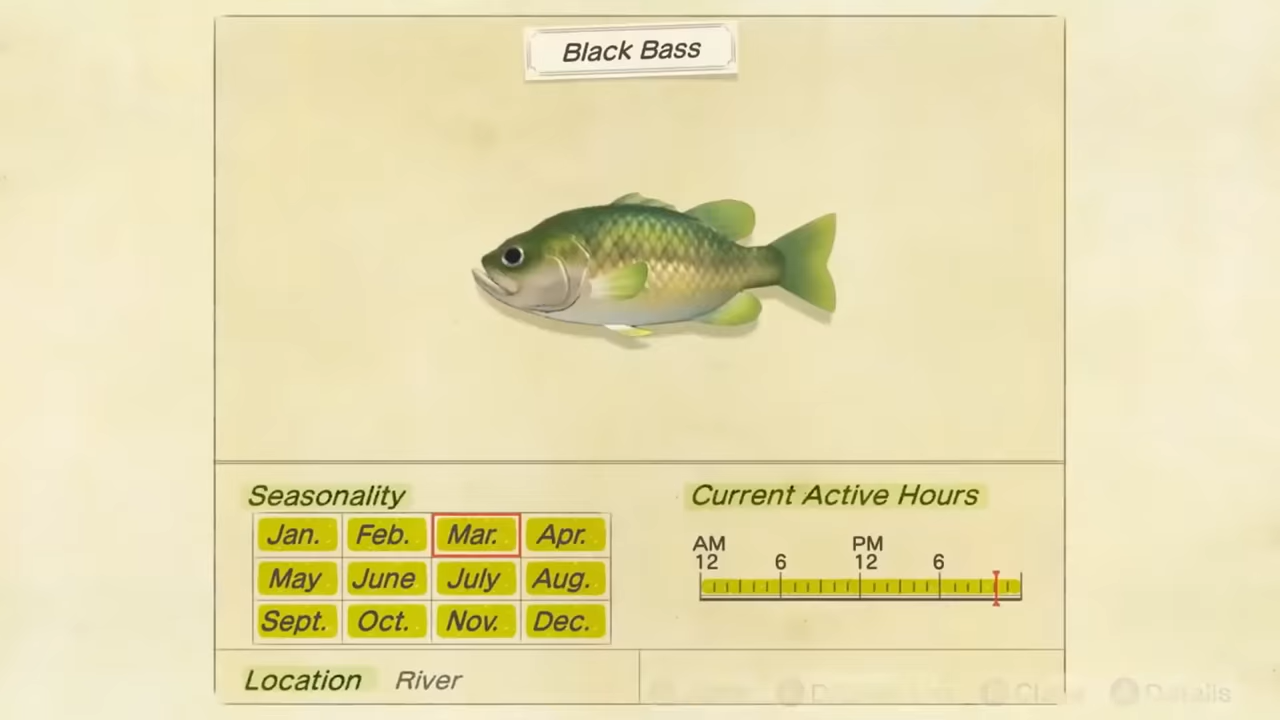 Black Bass
Seasonality
Current Active Hours
Jan. Feb. Mar. Apr.
May June July Aug.
Sept. Oct. Nov. Dec.
AM PM
12 6 12 6
Location River
Details